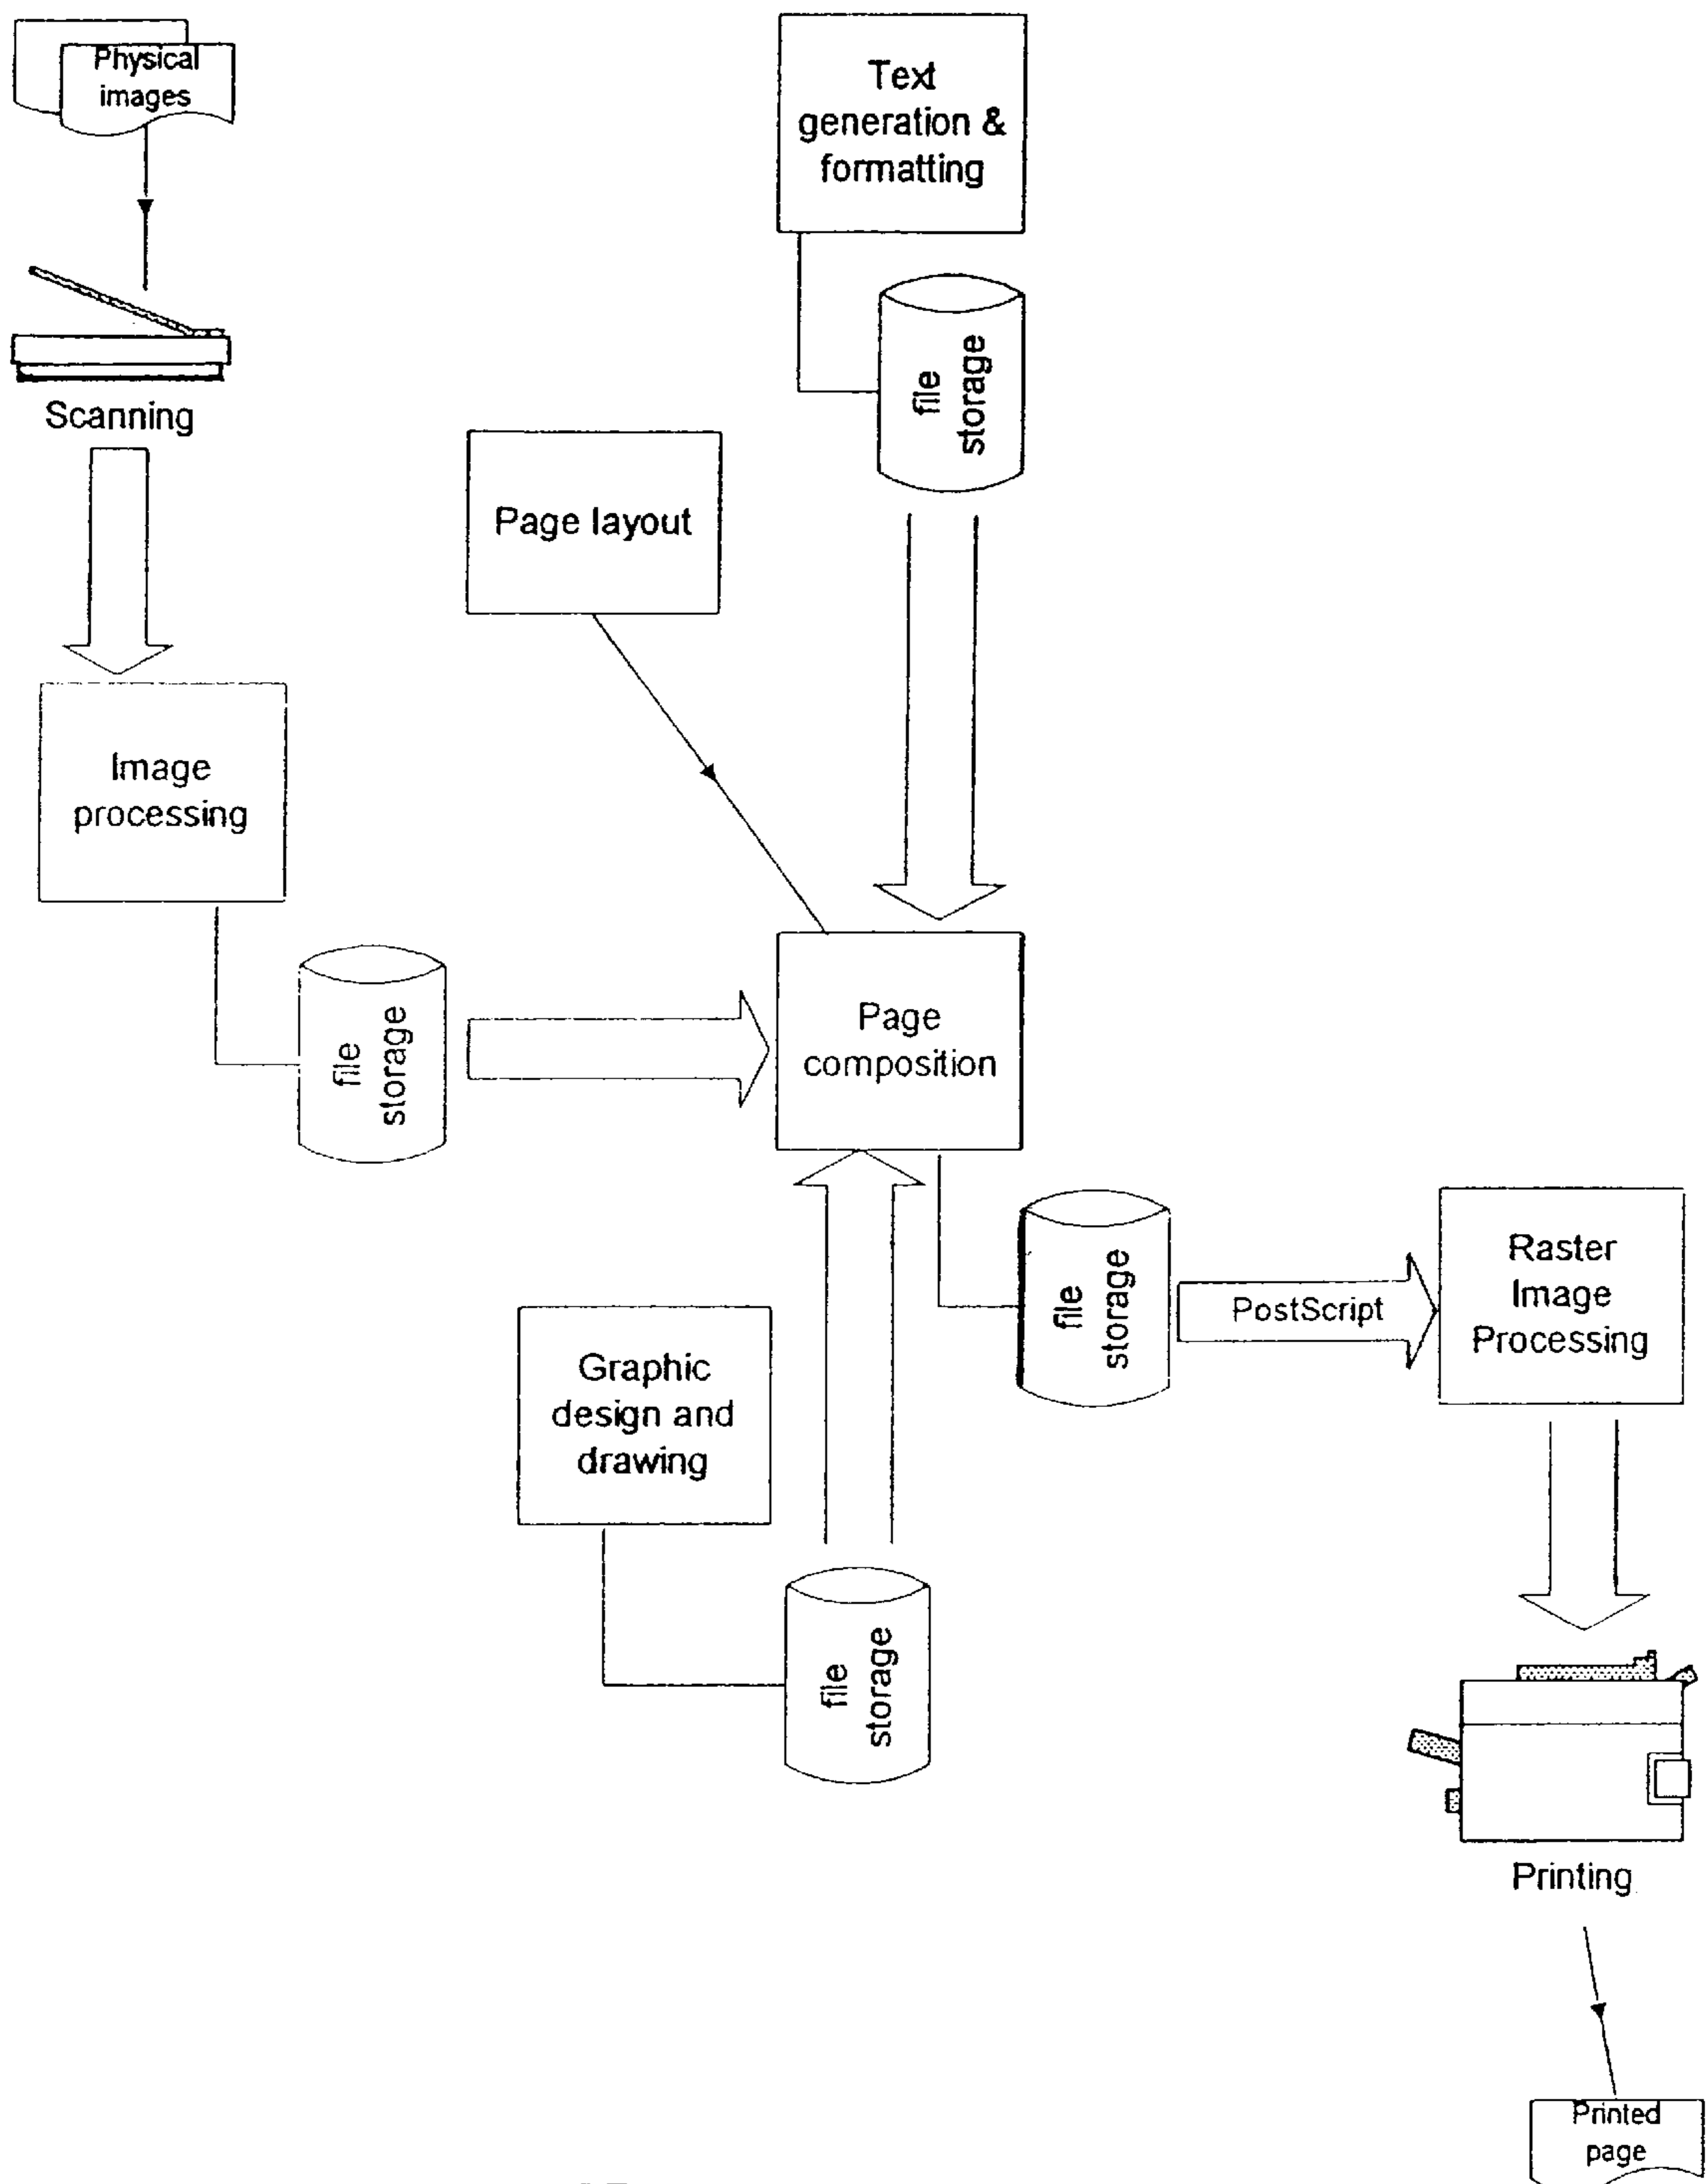 Physical
images
Text
generation &
formatting
file
storage
Scanning
Page layout
Image
processing
file
storage
Page
composition
file
storage
PostScript
Raster
Image
Processing
Graphic
design and
drawing
file
storage
Printing
Printed
page